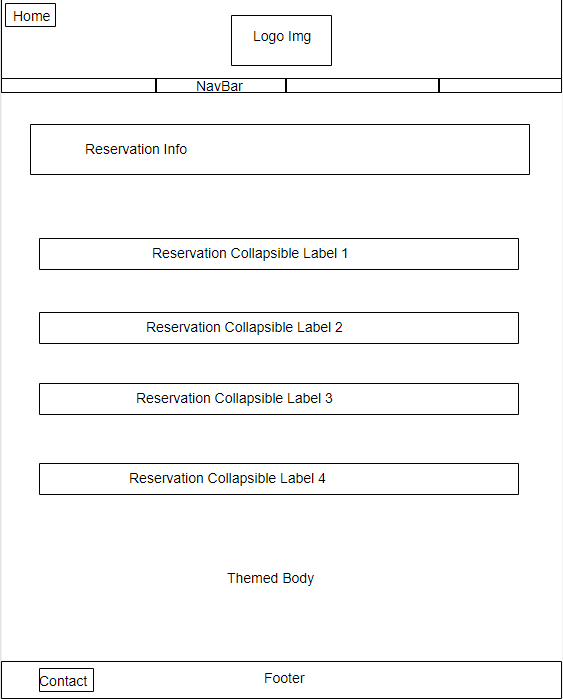 Home
Logo Img
NavBar
Reservation Info
Reservation Collapsible Label 1
Reservation Collapsible Label 2
Reservation Collapsible Label 3
Reservation Collapsible Label 4
Themed Body
Contact
Footer